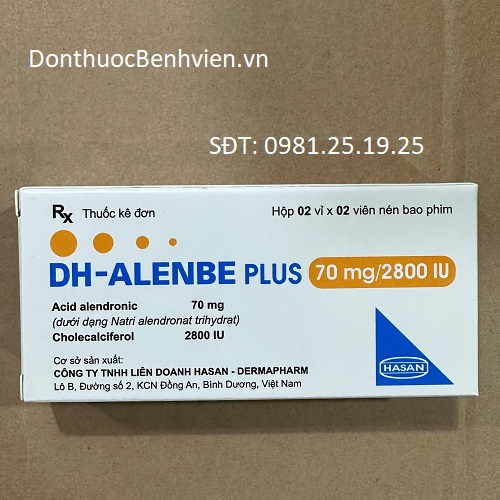 DonthuocBenhvien.vn
SĐT: 0981.25.19.25
Rx Thuốc kê đơn
Hộp 02 vỉ x 02 viên nén bao phim
DH-ALENBE PLUS 70 mg/2800 IU
Acid alendronic 70 mg
(dưới dạng Natri alendronat trihydrat)
Cholecalciferol 2800 IU
Cơ sở sản xuất:
CÔNG TY TNHH LIÊN DOANH HASAN - DERMAPHARM
Lô B, Đường số 2, KCN Đồng An, Bình Dương, Việt Nam
HASAN